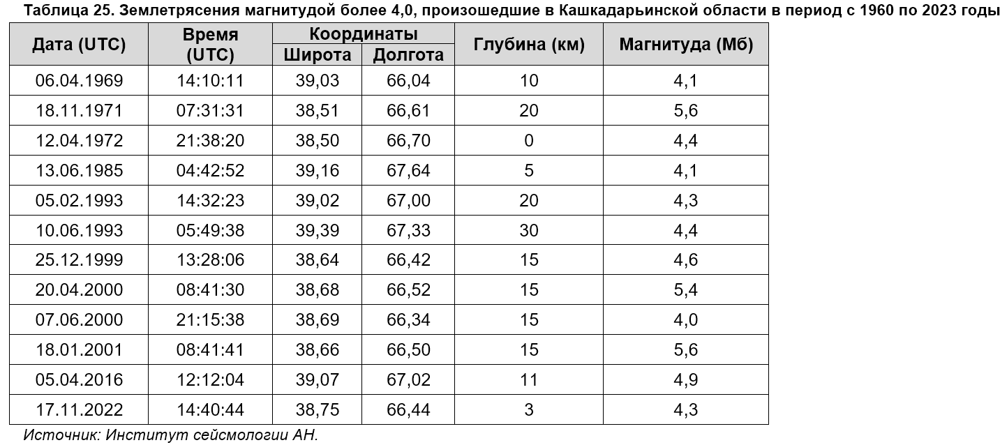 Таблица 25. Землетрясения магнитудой более 4,0, произошедшие в Кашкадарьинской области в период с 1960 по 2023 годы
Дата (UTC) Время (UTC) Координаты Глубина (км) Магнитуда (Мб)
Широта Долгота
06.04.1969 14:10:11 39,03 66,04 10 4,1
18.11.1971 07:31:31 38,51 66,61 20 5,6
12.04.1972 21:38:20 38,50 66,70 0 4,4
13.06.1985 04:42:52 39,16 67,64 5 4,1
05.02.1993 14:32:23 39,02 67,00 20 4,3
10.06.1993 05:49:38 39,39 67,33 30 4,4
25.12.1999 13:28:06 38,64 66,42 15 4,6
20.04.2000 08:41:30 38,68 66,52 15 5,4
07.06.2000 21:15:38 38,69 66,34 15 4,0
18.01.2001 08:41:41 38,66 66,50 15 5,6
05.04.2016 12:12:04 39,07 67,02 11 4,9
17.11.2022 14:40:44 38,75 66,44 3 4,3
Источник: Институт сейсмологии АН.